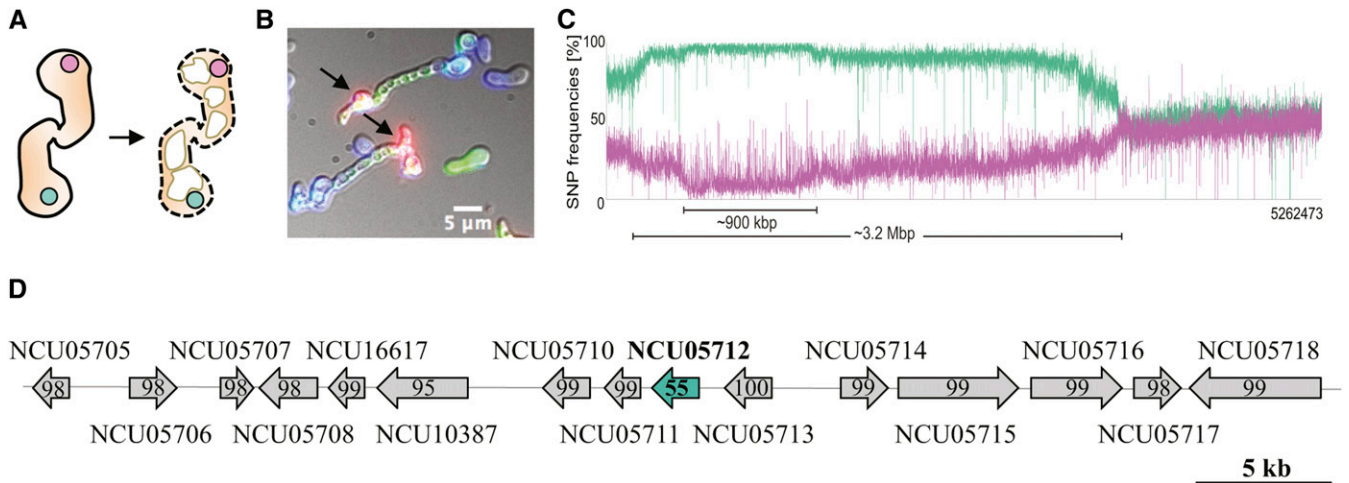 A
B
C
5 µm
SNP frequencies [%]
100
50
0
5262473
~900 kbp
~3.2 Mbp
D
NCU05705 NCU05707 NCU16617 NCU05710 NCU05712 NCU05714 NCU05716 NCU05718
98 98 98 98 99 95 99 99 55 100 99 99 99 98 99
NCU05706 NCU05708 NCU10387 NCU05711 NCU05713 NCU05715 NCU05717
5 kb